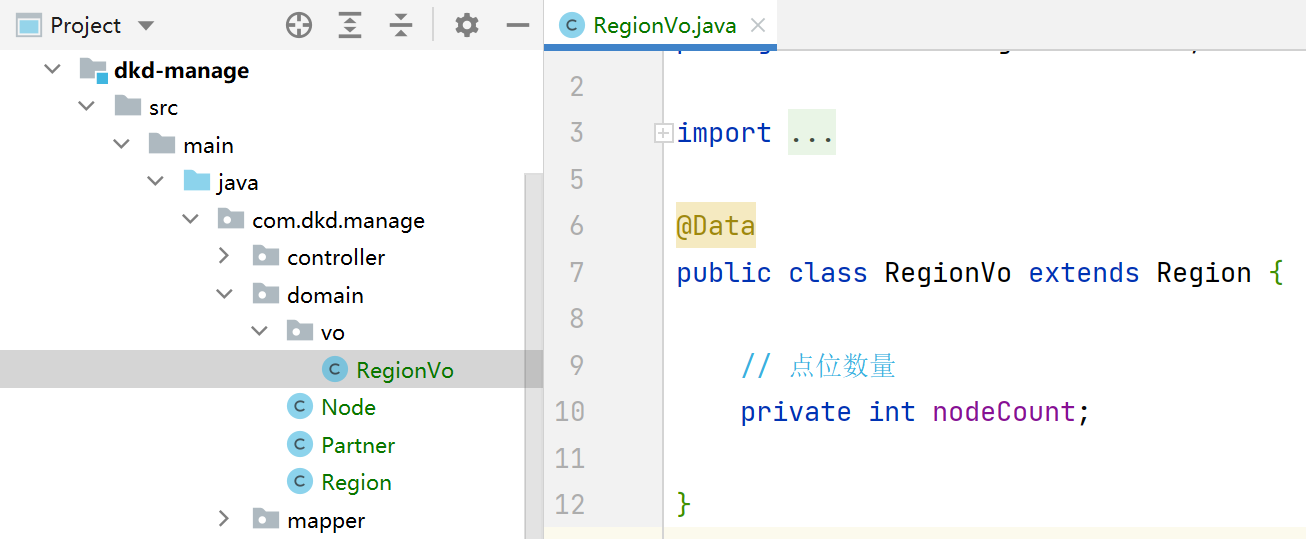 Project
dkd-manage
src
main
java
com.dkd.manage
controller
domain
vo
RegionVo
Node
Partner
Region
mapper
RegionVo.java
2
3 import ...
5
6 @Data
7 public class RegionVo extends Region {
8
9 // 点位数量
10 private int nodeCount;
11
12 }